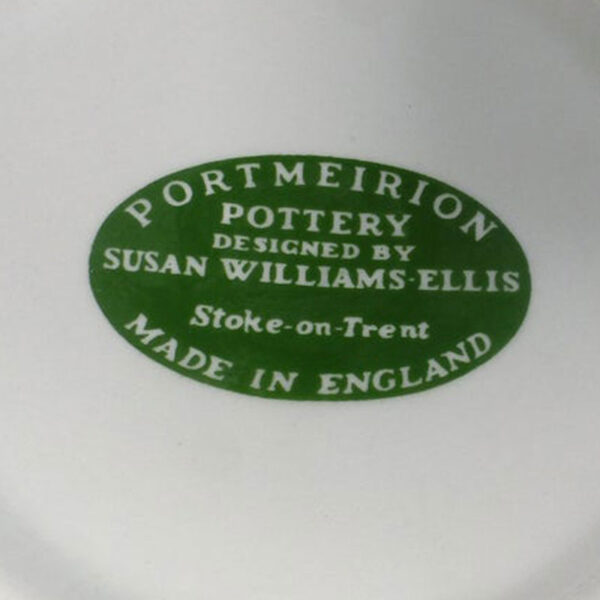 PORTMEIRION
POTTERY
DESIGNED BY
SUSAN WILLIAMS-ELLIS
Stoke-on-Trent
MADE IN ENGLAND